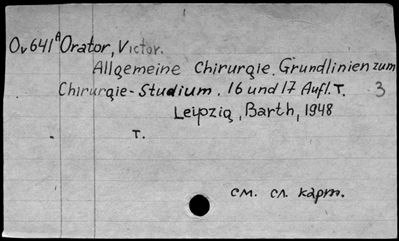 Ov641ᴬ Orator, Victor.
Allgemeine Chirurgie. Grundlinien zum
Chirurgie-Studium. 16 und 17 Aufl. T. 3
Leipzig, Barth, 1948
T.
см. сл. карт.